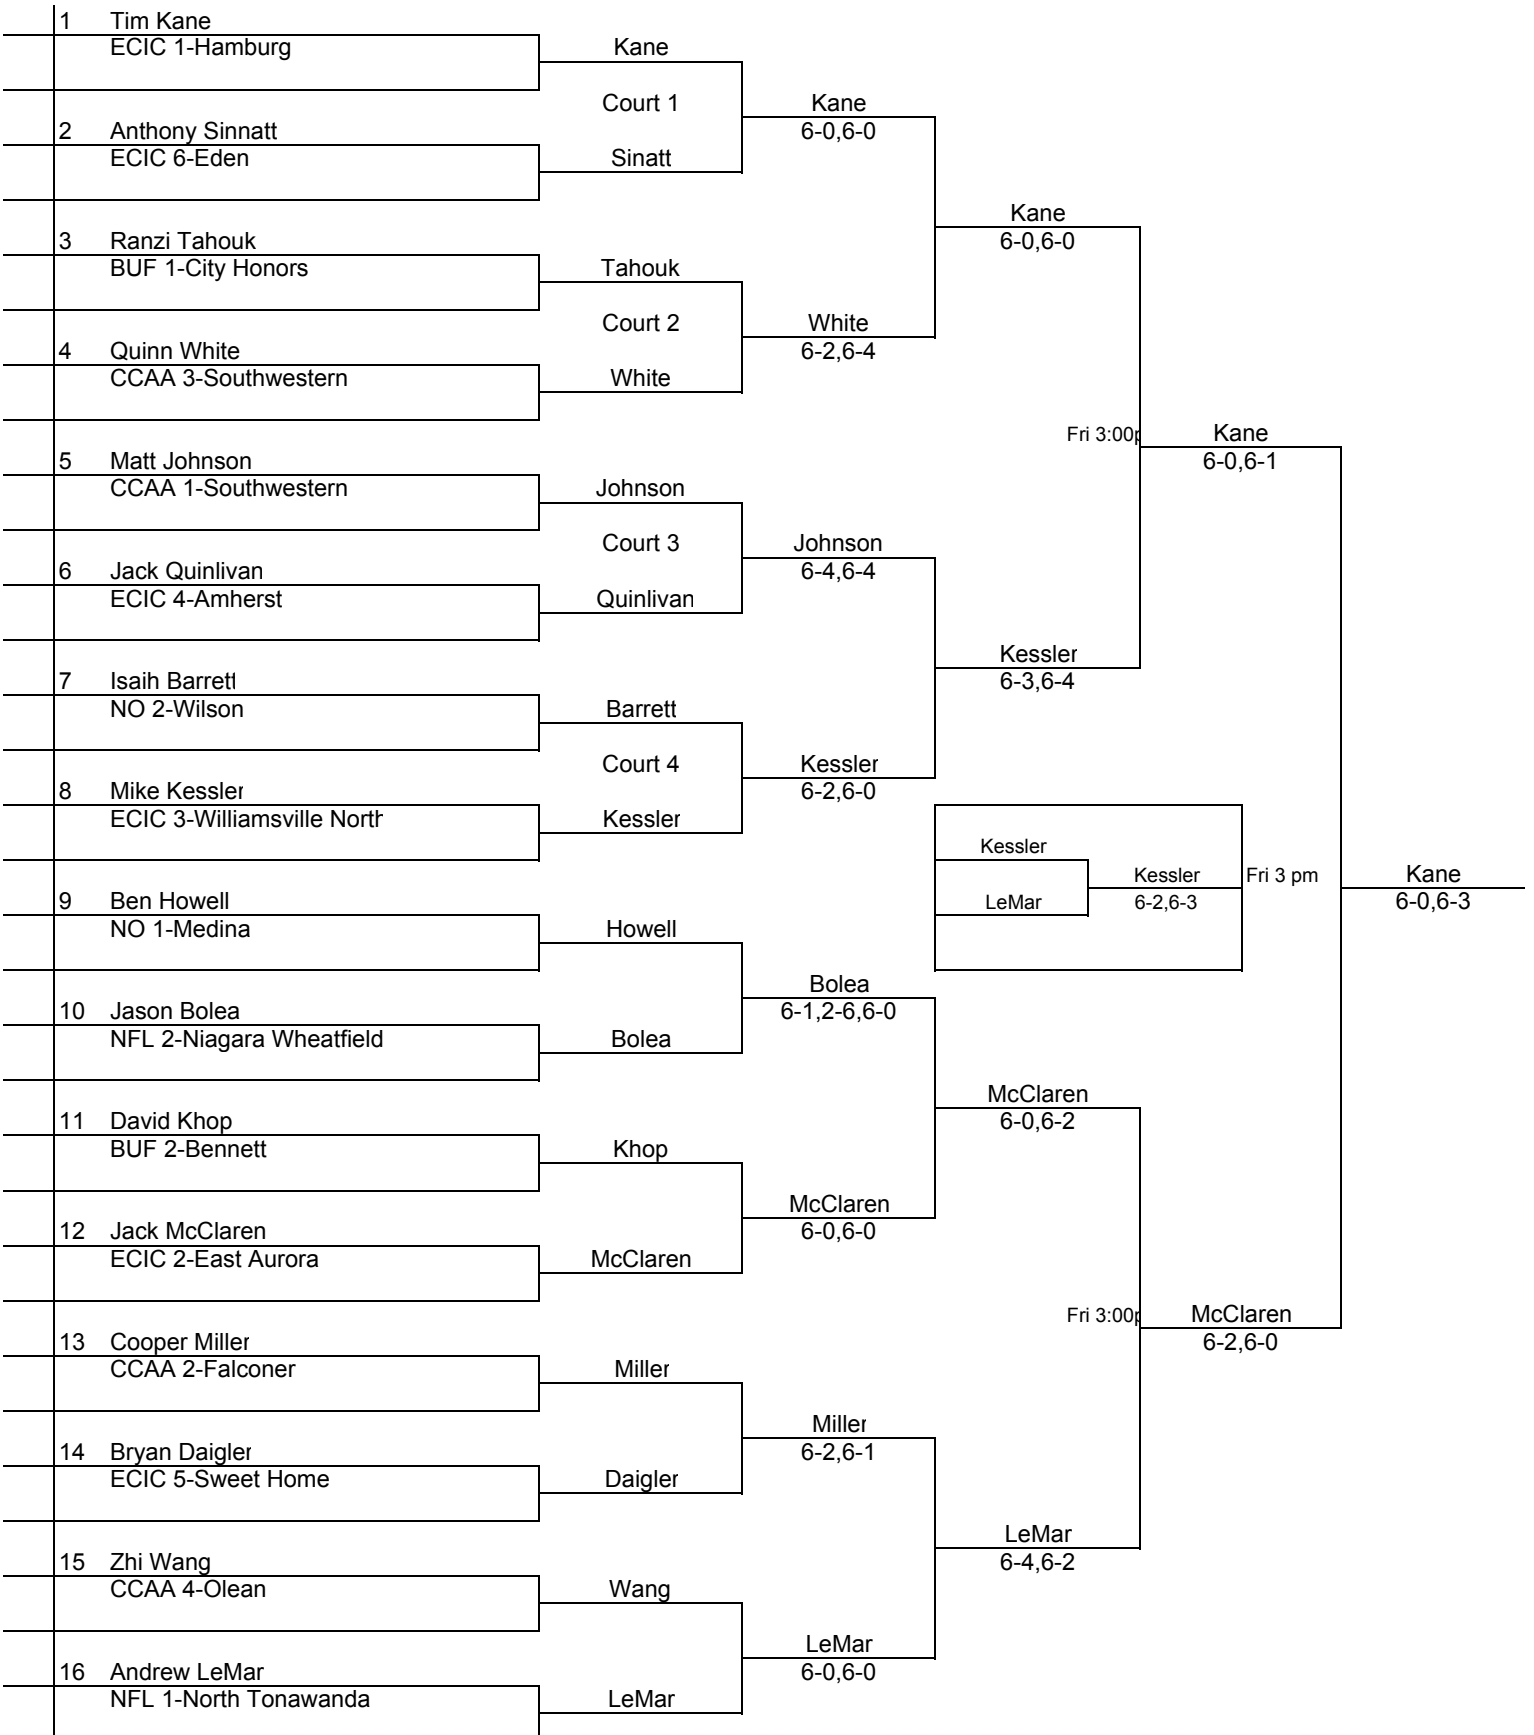 1 Tim Kane
ECIC 1-Hamburg
Kane
Court 1
Kane
6-0,6-0
2 Anthony Sinnatt
ECIC 6-Eden
Sinatt
Kane
6-0,6-0
3 Ranzi Tahouk
BUF 1-City Honors
Tahouk
Court 2
White
6-2,6-4
4 Quinn White
CCAA 3-Southwestern
White
Fri 3:00p
Kane
6-0,6-1
5 Matt Johnson
CCAA 1-Southwestern
Johnson
Court 3
Johnson
6-4,6-4
6 Jack Quinlivan
ECIC 4-Amherst
Quinlivan
Kessler
6-3,6-4
7 Isaih Barrett
NO 2-Wilson
Barrett
Court 4
Kessler
6-2,6-0
8 Mike Kessler
ECIC 3-Williamsville North
Kessler
Kessler
Kessler
6-2,6-3
LeMar
Fri 3 pm
Kane
6-0,6-3
9 Ben Howell
NO 1-Medina
Howell
Bolea
6-1,2-6,6-0
10 Jason Bolea
NFL 2-Niagara Wheatfield
Bolea
McClaren
6-0,6-2
11 David Khop
BUF 2-Bennett
Khop
McClaren
6-0,6-0
12 Jack McClaren
ECIC 2-East Aurora
McClaren
Fri 3:00p
McClaren
6-2,6-0
13 Cooper Miller
CCAA 2-Falconer
Miller
Miller
6-2,6-1
14 Bryan Daigler
ECIC 5-Sweet Home
Daigler
LeMar
6-4,6-2
15 Zhi Wang
CCAA 4-Olean
Wang
LeMar
6-0,6-0
16 Andrew LeMar
NFL 1-North Tonawanda
LeMar